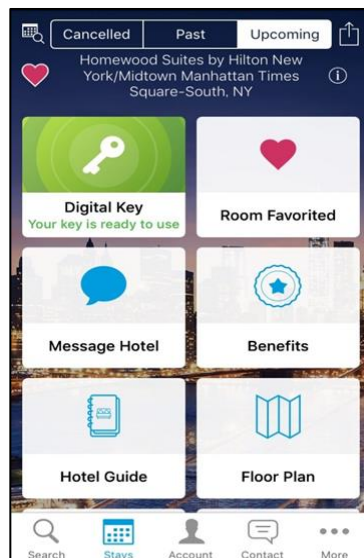 Cancelled Past Upcoming
Homewood Suites by Hilton New
York/Midtown Manhattan Times
Square-South, NY
Digital Key
Your key is ready to use
Room Favorited
Message Hotel
Benefits
Hotel Guide
Floor Plan
Search Stays Account Contact More